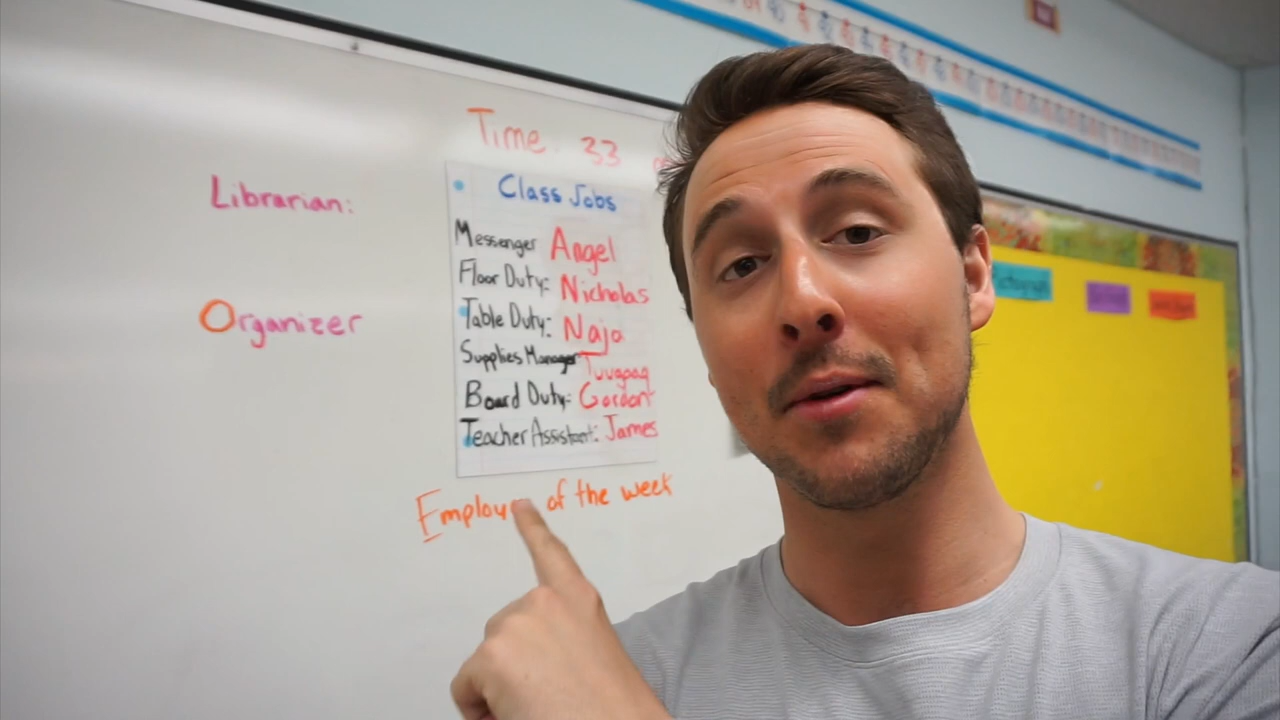 Time. 33
Class Jobs
Messenger Angel
Floor Duty: Nicholas
Table Duty: Naja
Supplies Manager Tuugaaq
Board Duty: Gordon
Teacher Assistant: James
Employee of the week
Librarian:
Organizer